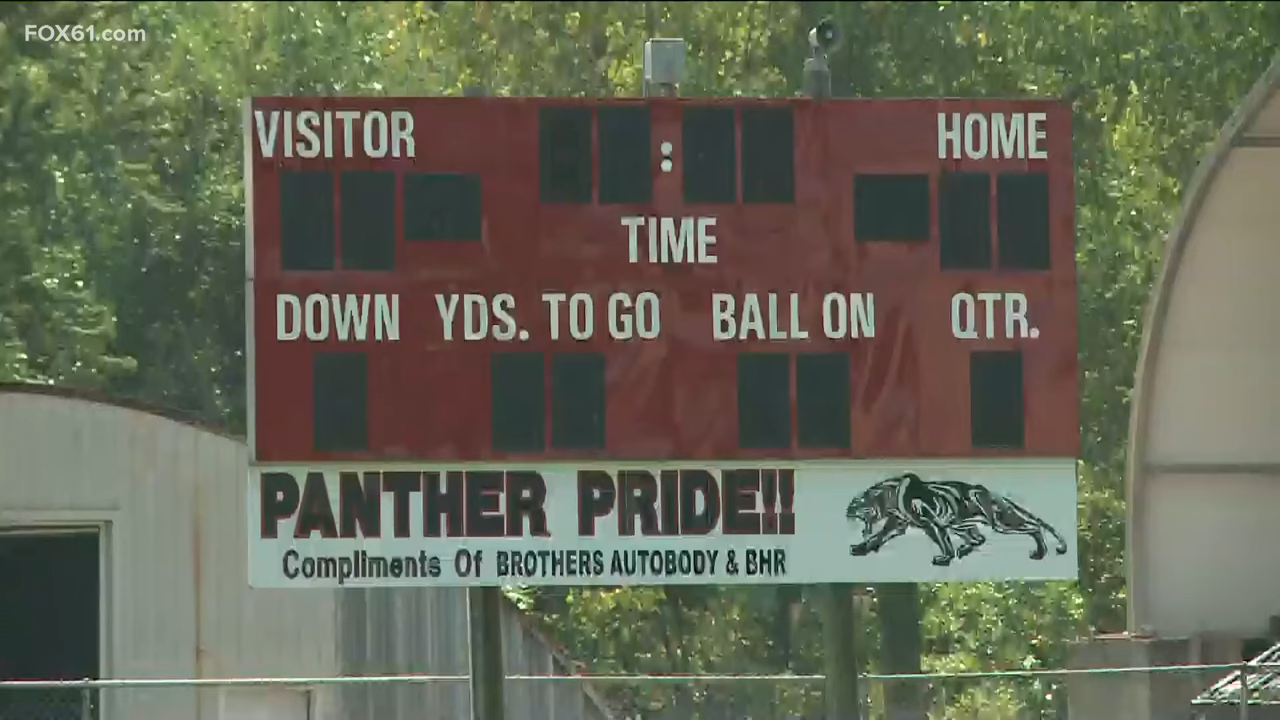 FOX61.com
VISITOR : HOME
TIME
DOWN YDS. TO GO BALL ON QTR.
PANTHER PRIDE!!
Compliments Of BROTHERS AUTOBODY & BHR